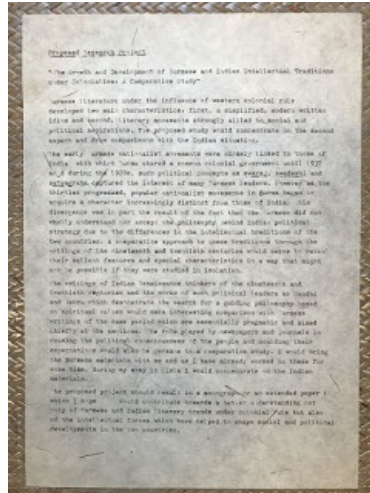 Proposed Research Project
"The Growth and Development of Burmese and Indian Intellectual Traditions
under Colonialism: A Comparative Study"
Burmese literature under the influence of western colonial rule
developed two main characteristics: first, a simplified, modern written
idiom and second, literary movements strongly allied to social and
political aspirations. The proposed study would concentrate on the second
aspect and draw comparisons with the Indian situation.
The early Burmese nationalist movements were closely linked to those of
India with which Burma shared a common colonial government until 1937
and during the 1920s, such political concepts as swaraj, swadeshi and
satyagraha captured the interest of many Burmese leaders. However as the
thirties progressed, popular nationalist movements in Burma began to
acquire a character increasingly distinct from those of India. This
divergence was in part the result of the fact that the Burmese did not
wholly understand nor accept the philosophy behind Indian political
strategy due to the differences in the intellectual traditions of the
two countries. A comparative approach to these traditions through the
writings of the nineteenth and twentieth centuries would serve to reveal
their salient features and special characteristics in a way that might
not be possible if they were studied in isolation.
The writings of Indian Renaissance thinkers of the nineteenth and
twentieth centuries and the works of such political leaders as Gandhi
and Nehru which demonstrate the search for a guiding philosophy based
on spiritual values would make interesting comparison with Burmese
writings of the same period which are essentially pragmatic and aimed
chiefly at the . The role played by newspapers and journals in
rousing the political consciousness of the people and moulding their
expectations would also be germane to a comparative study. I would bring
the Burmese materials with me and as I have already worked on these for
some time, during my stay in I would concentrate on the Indian
materials.
The proposed project should result in a monograph or an extended paper
which I hope would contribute towards a better understanding not
only of Burmese and Indian literary trends under colonial rule but also
of the intellectual forces which have helped to shape social and political
developments in the two countries.